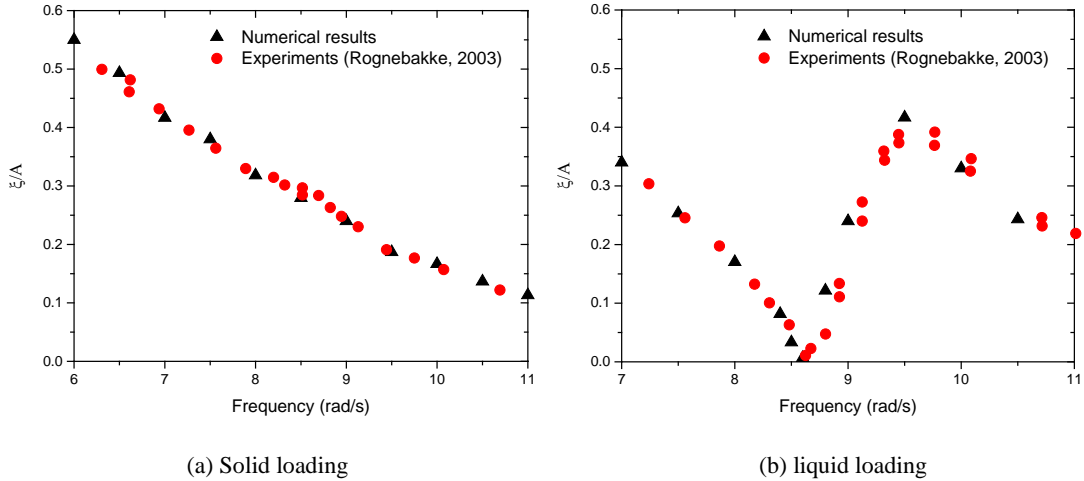 0.6
0.5
0.4
0.3
0.2
0.1
0.0
ξ/A
Numerical results
Experiments (Rognebakke, 2003)
6 7 8 9 10 11
Frequency (rad/s)
(a) Solid loading
0.6
0.5
0.4
0.3
0.2
0.1
0.0
ξ/A
Numerical results
Experiments (Rognebakke, 2003)
7 8 9 10 11
Frequency (rad/s)
(b) liquid loading